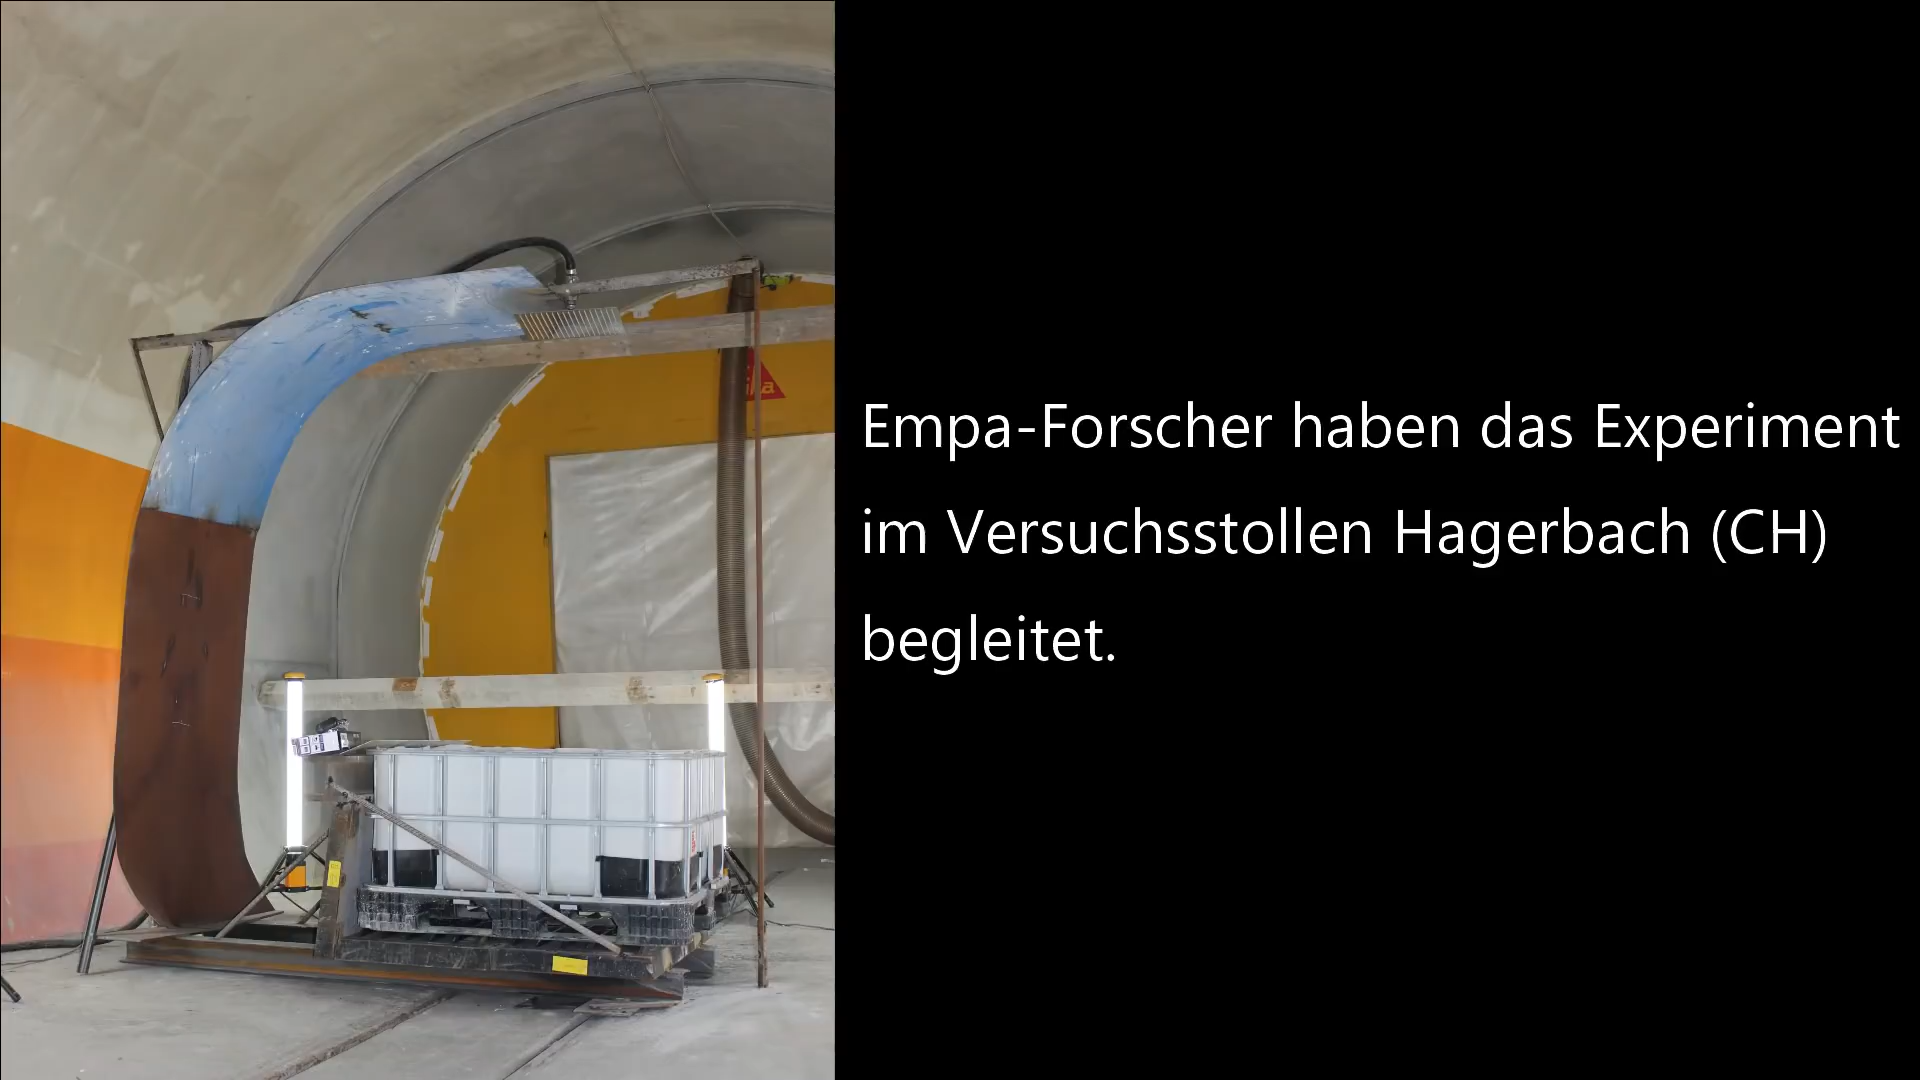 Empa-Forscher haben das Experiment
im Versuchsstollen Hagerbach (CH)
begleitet.